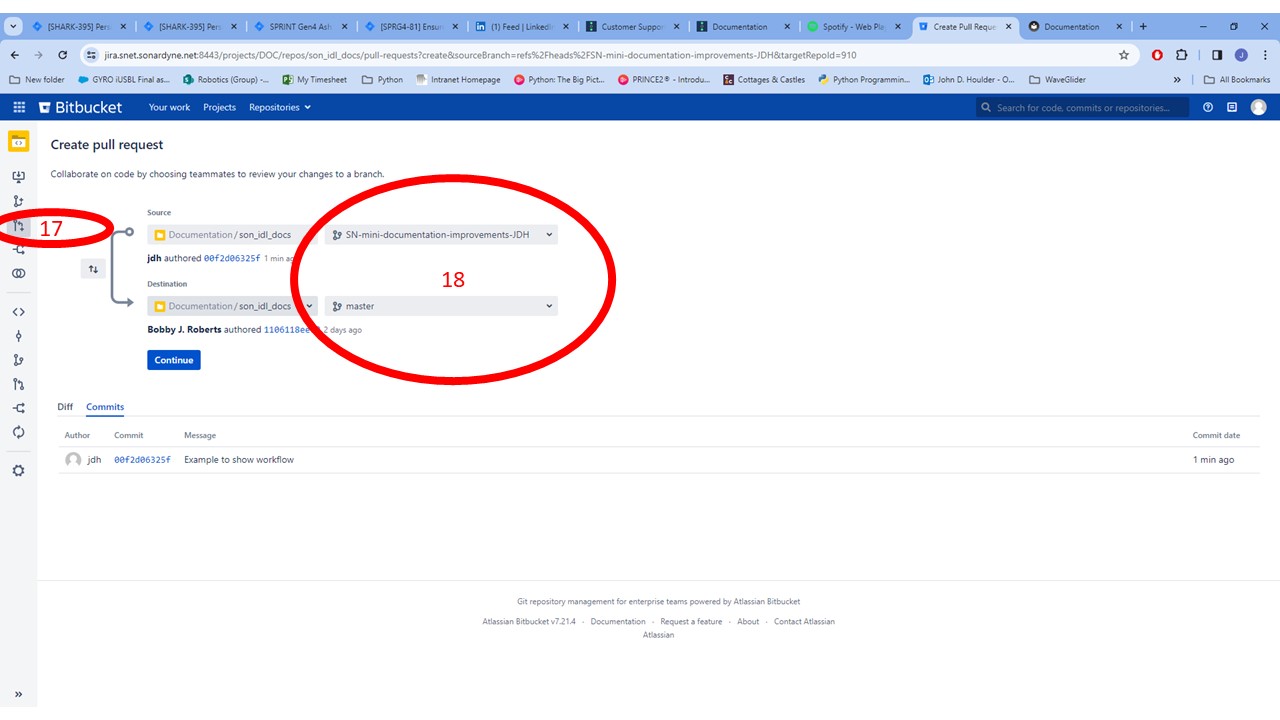 [SHARK-395] Pers
[SHARK-395] Pers
SPRINT Gen4 Ash
[SPRG4-81] Ensur
(1) Feed | LinkedIn
Customer Suppor
Documentation
Spotify - Web Pla
Create Pull Reque
Documentation
jira.snet.sonardyne.net:8443/projects/DOC/repos/son_idl_docs/pull-requests?create&sourceBranch=refs%2Fheads%2FSN-mini-documentation-improvements-JDH&targetRepoId=910
New folder
GYRO iUSBL Final as...
Robotics (Group) -...
My Timesheet
Python
Intranet Homepage
Python: The Big Pict...
PRINCE2® - Introdu...
Cottages & Castles
Python Programmin...
John D. Houlder - O...
WaveGlider
»
All Bookmarks
Bitbucket
Your work
Projects
Repositories
Search for code, commits or repositories...
Create pull request
Collaborate on code by choosing teammates to review your changes to a branch.
Source
17
Documentation / son_idl_docs
SN-mini-documentation-improvements-JDH
jdh authored 00f2d06325f 1 min ag
18
Destination
Documentation / son_idl_docs
master
Bobby J. Roberts authored 1106118ee 2 days ago
Continue
Diff
Commits
Author
Commit
Message
Commit date
jdh
00f2d06325f
Example to show workflow
1 min ago
Git repository management for enterprise teams powered by Atlassian Bitbucket
Atlassian Bitbucket v7.21.4 · Documentation · Request a feature · About · Contact Atlassian
Atlassian
»